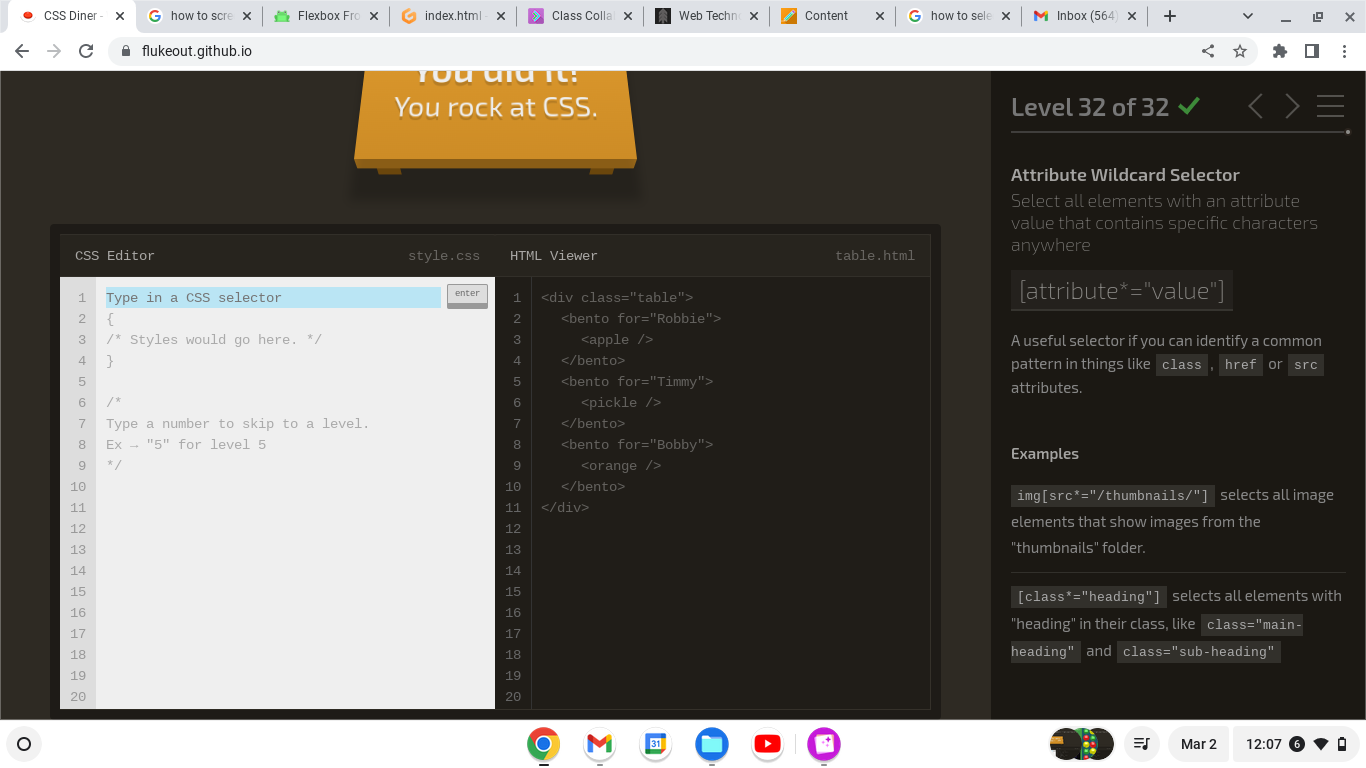 CSS Diner -
how to scre
Flexbox Fro
index.html -
Class Collal
Web Techno
Content
how to sele
Inbox (564)
flukeout.github.io
You did it!
You rock at CSS.
Level 32 of 32
Attribute Wildcard Selector
Select all elements with an attribute
value that contains specific characters
anywhere
[attribute*="value"]
A useful selector if you can identify a common
pattern in things like class , href or src
attributes.
Examples
img[src*="/thumbnails/"] selects all image
elements that show images from the
"thumbnails" folder.
[class*="heading"] selects all elements with
"heading" in their class, like class="main-
heading" and class="sub-heading"
CSS Editor style.css
1 Type in a CSS selector enter
2 {
3 /* Styles would go here. */
4 }
5
6 /*
7 Type a number to skip to a level.
8 Ex → "5" for level 5
9 */
10
11
12
13
14
15
16
17
18
19
20
HTML Viewer table.html
1 <div class="table">
2 <bento for="Robbie">
3 <apple />
4 </bento>
5 <bento for="Timmy">
6 <pickle />
7 </bento>
8 <bento for="Bobby">
9 <orange />
10 </bento>
11 </div>
12
13
14
15
16
17
18
19
20
31
Mar 2
12:07 6